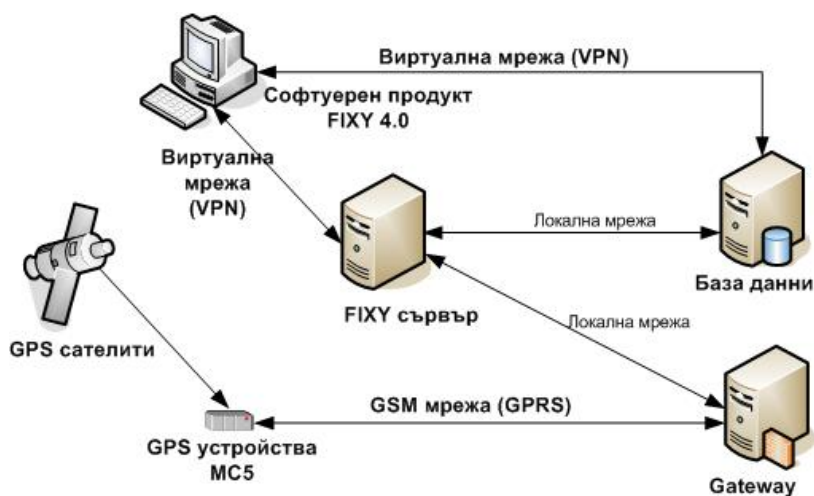 Виртуална мрежа (VPN)
Софтуерен продукт
FIXY 4.0
Виртуална
мрежа
(VPN)
Локална мрежа
База данни
FIXY сървър
Локална мрежа
GPS сателити
GSM мрежа (GPRS)
GPS устройства
MC5
Gateway